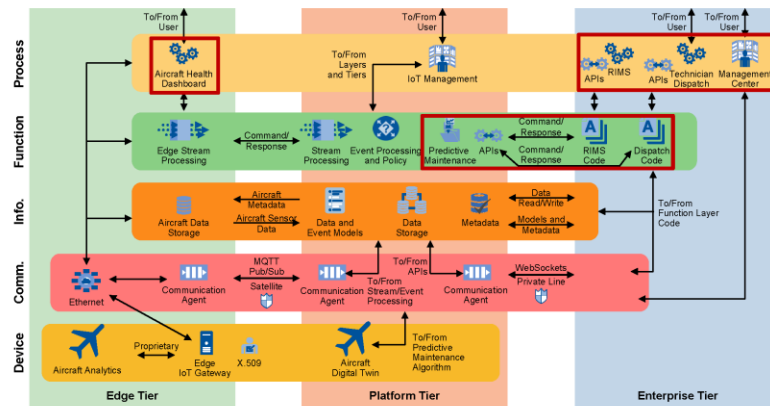 To/From
User
To/From
User
To/From
User
To/From
User
Process
Aircraft Health
Dashboard
To/From
Layers
and Tiers
IoT Management
APIs
RIMS
APIs
Technician
Dispatch
Management
Center
Function
Edge Stream
Processing
Command/
Response
Stream
Processing
Event Processing
and Policy
Predictive
Maintenance
APIs
Command/
Response
Command/
Response
RIMS
Code
Dispatch
Code
Info.
Aircraft Data
Storage
Aircraft
Metadata
Aircraft Sensor
Data
Data and
Event Models
Data
Storage
Metadata
Data
Read/Write
Models and
Metadata
To/From
Function Layer
Code
Comm.
Ethernet
Communication
Agent
MQTT
Pub/Sub
Satellite
Communication
Agent
To/From
Stream/Event
Processing
To/From
APIs
Communication
Agent
WebSockets
Private Line
Device
Aircraft Analytics
Proprietary
Edge
IoT Gateway
X.509
Aircraft
Digital Twin
To/From
Predictive
Maintenance
Algorithm
Edge Tier
Platform Tier
Enterprise Tier